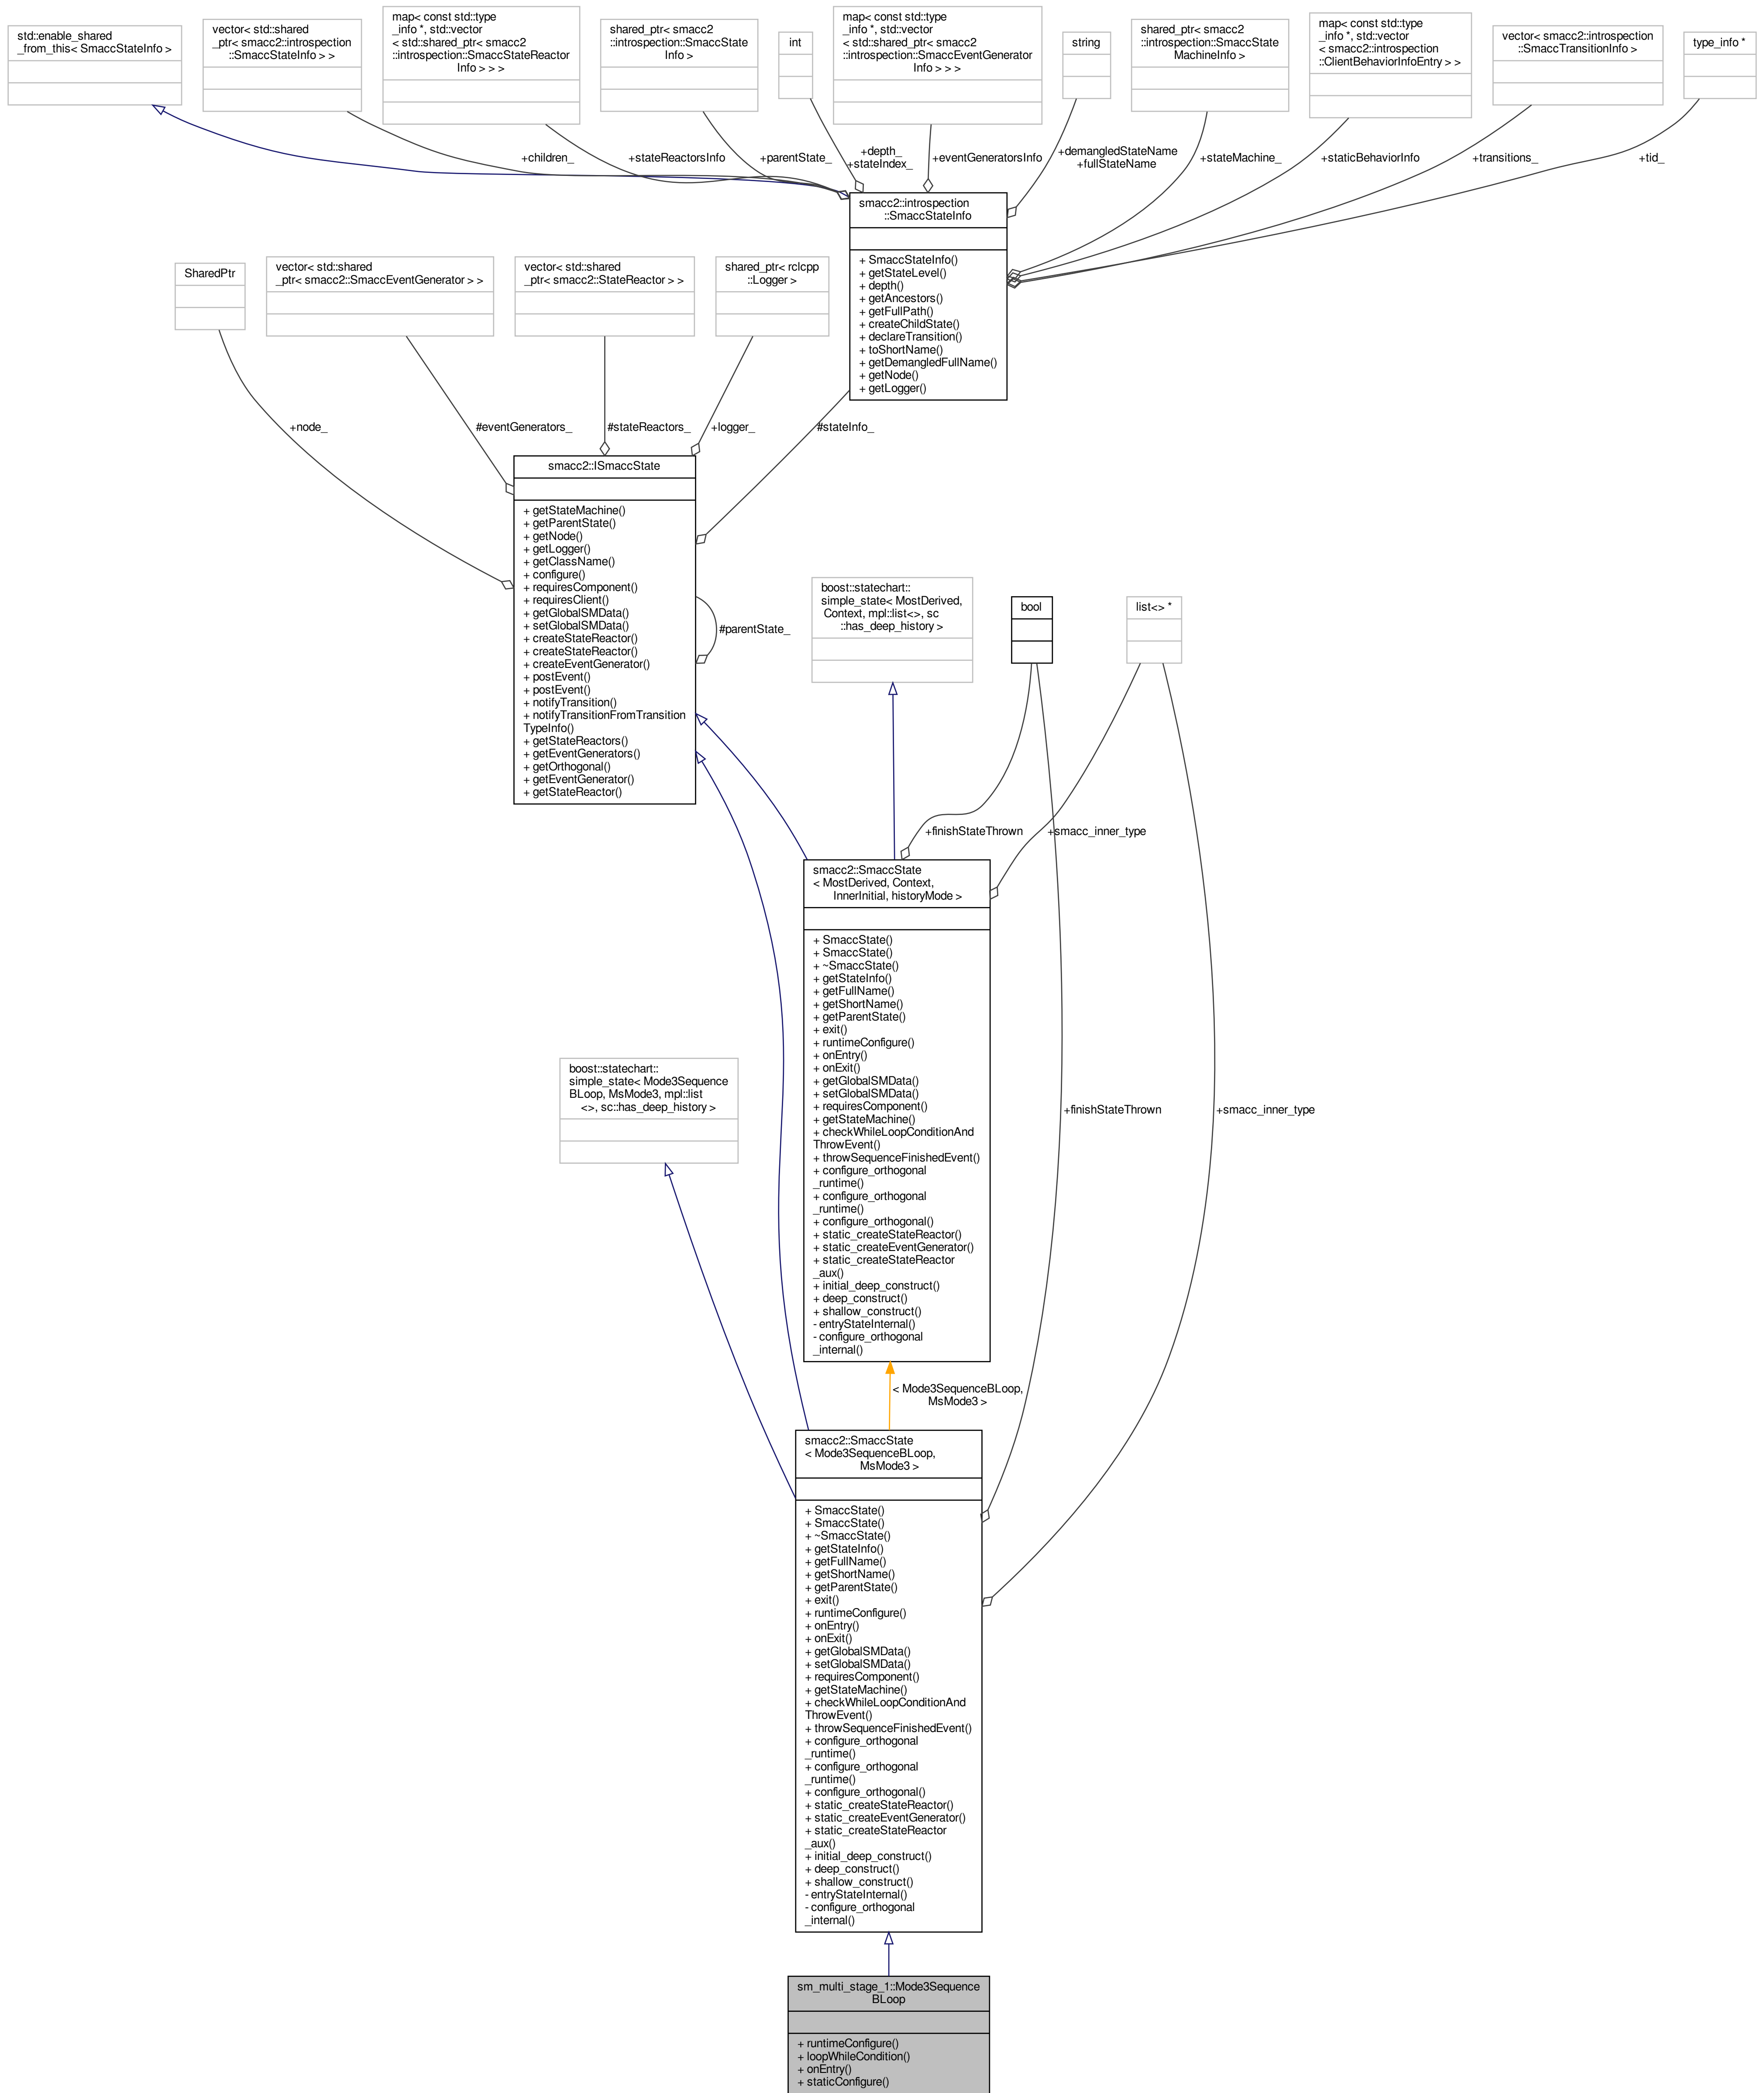 std::enable_shared
_from_this< SmaccStateInfo >
vector< std::shared
_ptr< smacc2::introspection
::SmaccStateInfo > >
map< const std::type
_info *, std::vector
< std::shared_ptr< smacc2
::introspection::SmaccStateReactor
Info > > >
shared_ptr< smacc2
::introspection::SmaccState
Info >
int
map< const std::type
_info *, std::vector
< std::shared_ptr< smacc2
::introspection::SmaccEventGenerator
Info > > >
string
shared_ptr< smacc2
::introspection::SmaccState
MachineInfo >
map< const std::type
_info *, std::vector
< smacc2::introspection
::ClientBehaviorInfoEntry > >
vector< smacc2::introspection
::SmaccTransitionInfo >
type_info *
+children_
+stateReactorsInfo
+parentState_
+depth_
+stateIndex_
+eventGeneratorsInfo
+demangledStateName
+fullStateName
+stateMachine_
+staticBehaviorInfo
+transitions_
+tid_
smacc2::introspection
::SmaccStateInfo
+ SmaccStateInfo()
+ getStateLevel()
+ depth()
+ getAncestors()
+ getFullPath()
+ createChildState()
+ declareTransition()
+ toShortName()
+ getDemangledFullName()
+ getNode()
+ getLogger()
SharedPtr
vector< std::shared
_ptr< smacc2::SmaccEventGenerator > >
vector< std::shared
_ptr< smacc2::StateReactor > >
shared_ptr< rclcpp
::Logger >
+node_
#eventGenerators_
#stateReactors_
+logger_
#stateInfo_
smacc2::ISmaccState
+ getStateMachine()
+ getParentState()
+ getNode()
+ getLogger()
+ getClassName()
+ configure()
+ requiresComponent()
+ requiresClient()
+ getGlobalSMData()
+ setGlobalSMData()
+ createStateReactor()
+ createStateReactor()
+ createEventGenerator()
+ postEvent()
+ postEvent()
+ notifyTransition()
+ notifyTransitionFromTransition
TypeInfo()
+ getStateReactors()
+ getEventGenerators()
+ getOrthogonal()
+ getEventGenerator()
+ getStateReactor()
#parentState_
boost::statechart::
simple_state< MostDerived,
Context, mpl::list<>, sc
::has_deep_history >
bool
list<> *
+finishStateThrown
+smacc_inner_type
smacc2::SmaccState
< MostDerived, Context,
InnerInitial, historyMode >
+ SmaccState()
+ SmaccState()
+ ~SmaccState()
+ getStateInfo()
+ getFullName()
+ getShortName()
+ getParentState()
+ exit()
+ runtimeConfigure()
+ onEntry()
+ onExit()
+ getGlobalSMData()
+ setGlobalSMData()
+ requiresComponent()
+ getStateMachine()
+ checkWhileLoopConditionAnd
ThrowEvent()
+ throwSequenceFinishedEvent()
+ configure_orthogonal
_runtime()
+ configure_orthogonal
_runtime()
+ configure_orthogonal()
+ static_createStateReactor()
+ static_createEventGenerator()
+ static_createStateReactor
_aux()
+ initial_deep_construct()
+ deep_construct()
+ shallow_construct()
- entryStateInternal()
- configure_orthogonal
_internal()
boost::statechart::
simple_state< Mode3Sequence
BLoop, MsMode3, mpl::list
<>, sc::has_deep_history >
+finishStateThrown
+smacc_inner_type
< Mode3SequenceBLoop,
MsMode3 >
smacc2::SmaccState
< Mode3SequenceBLoop,
MsMode3 >
+ SmaccState()
+ SmaccState()
+ ~SmaccState()
+ getStateInfo()
+ getFullName()
+ getShortName()
+ getParentState()
+ exit()
+ runtimeConfigure()
+ onEntry()
+ onExit()
+ getGlobalSMData()
+ setGlobalSMData()
+ requiresComponent()
+ getStateMachine()
+ checkWhileLoopConditionAnd
ThrowEvent()
+ throwSequenceFinishedEvent()
+ configure_orthogonal
_runtime()
+ configure_orthogonal
_runtime()
+ configure_orthogonal()
+ static_createStateReactor()
+ static_createEventGenerator()
+ static_createStateReactor
_aux()
+ initial_deep_construct()
+ deep_construct()
+ shallow_construct()
- entryStateInternal()
- configure_orthogonal
_internal()
sm_multi_stage_1::Mode3Sequence
BLoop
+ runtimeConfigure()
+ loopWhileCondition()
+ onEntry()
+ staticConfigure()